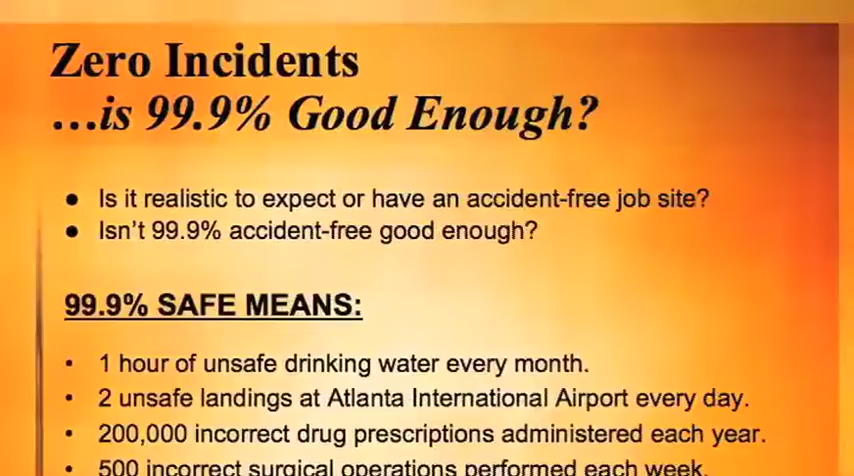 Zero Incidents
...is 99.9% Good Enough?
● Is it realistic to expect or have an accident-free job site?
● Isn't 99.9% accident-free good enough?
99.9% SAFE MEANS:
• 1 hour of unsafe drinking water every month.
• 2 unsafe landings at Atlanta International Airport every day.
• 200,000 incorrect drug prescriptions administered each year.
• 500 incorrect surgical operations performed each week.